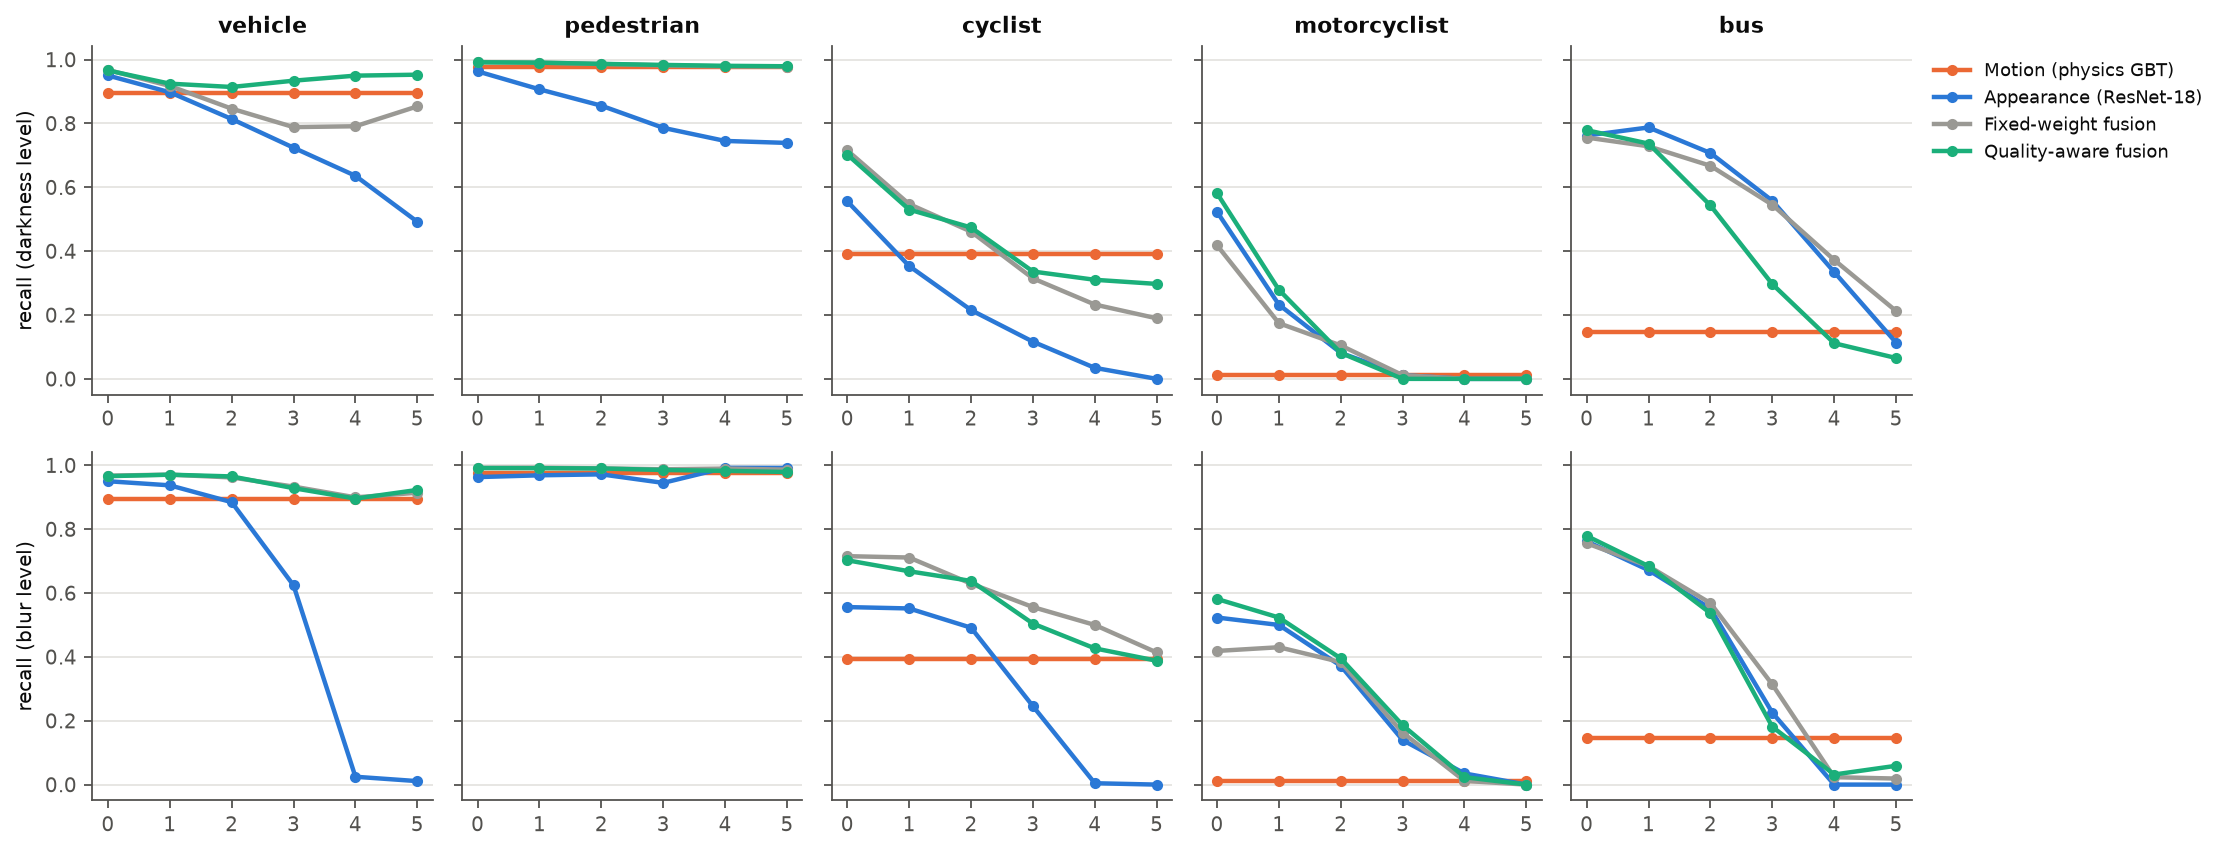 vehicle pedestrian cyclist motorcyclist bus
recall (darkness level)
1.0
0.8
0.6
0.4
0.2
0.0
0 1 2 3 4 5 0 1 2 3 4 5 0 1 2 3 4 5 0 1 2 3 4 5 0 1 2 3 4 5
Motion (physics GBT)
Appearance (ResNet-18)
Fixed-weight fusion
Quality-aware fusion
recall (blur level)
1.0
0.8
0.6
0.4
0.2
0.0
0 1 2 3 4 5 0 1 2 3 4 5 0 1 2 3 4 5 0 1 2 3 4 5 0 1 2 3 4 5